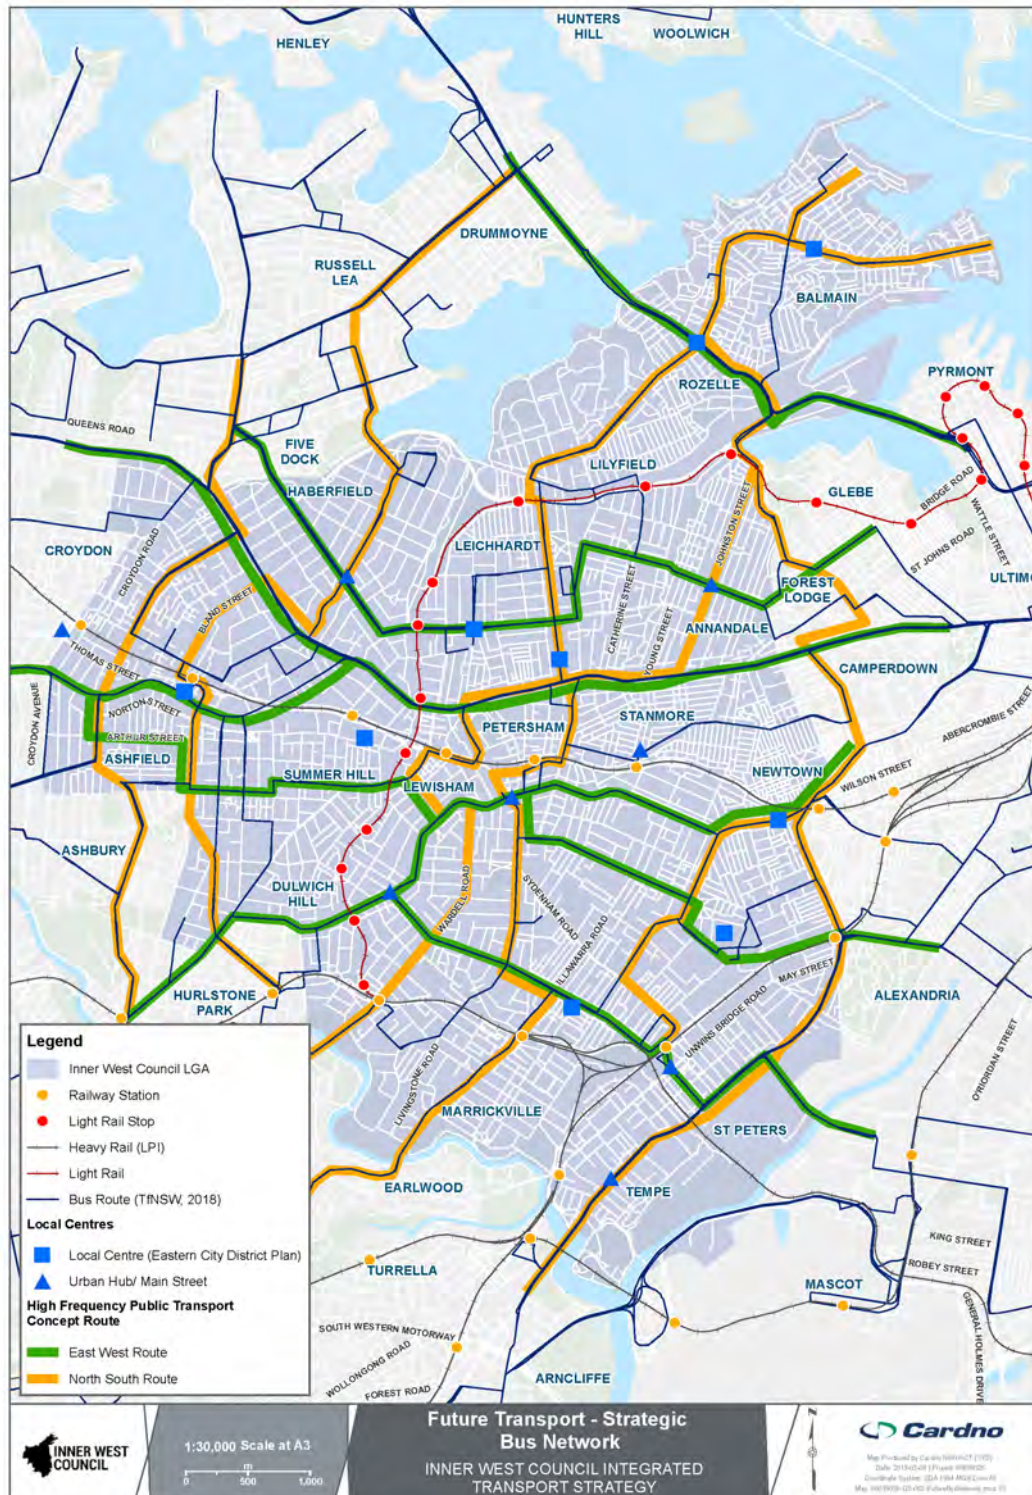 HUNTERS
HILL
WOOLWICH
HENLEY
DRUMMOYNE
RUSSELL
LEA
BALMAIN
PYRMONT
ROZELLE
QUEENS ROAD
FIVE
DOCK
LILYFIELD
HABERFIELD
GLEBE
BRIDGE ROAD
WATTLE STREET
JOHNSTON STREET
CROYDON
CROYDON ROAD
LEICHHARDT
ST JOHNS ROAD
ULTIMO
FOREST
LODGE
BLAND STREET
CATHERINE STREET
YOUNG STREET
ANNANDALE
THOMAS STREET
CAMPERDOWN
NORTON STREET
PETERSHAM
STANMORE
ABERCROMBIE STREET
CROYDON AVENUE
ARTHUR STREET
ASHFIELD
SUMMER HILL
LEWISHAM
NEWTOWN
WILSON STREET
ASHBURY
DULWICH
HILL
WARDELL ROAD
SYDENHAM ROAD
ILLAWARRA ROAD
MAY STREET
HURLSTONE
PARK
ALEXANDRIA
UNWINS BRIDGE ROAD
O'RIORDAN STREET
LIVINGSTONE ROAD
MARRICKVILLE
ST PETERS
EARLWOOD
TEMPE
TURRELLA
KING STREET
ROBEY STREET
MASCOT
GENERAL HOLMES DRIVE
SOUTH WESTERN MOTORWAY
WOLLONGONG ROAD
FOREST ROAD
ARNCLIFFE
Legend
Inner West Council LGA
Railway Station
Light Rail Stop
Heavy Rail (LPI)
Light Rail
Bus Route (TfNSW, 2018)
Local Centres
Local Centre (Eastern City District Plan)
Urban Hub/ Main Street
High Frequency Public Transport
Concept Route
East West Route
North South Route
INNER WEST
COUNCIL
1:30,000 Scale at A3
m
0 500 1,000
Future Transport - Strategic
Bus Network
INNER WEST COUNCIL INTEGRATED
TRANSPORT STRATEGY
N
Cardno